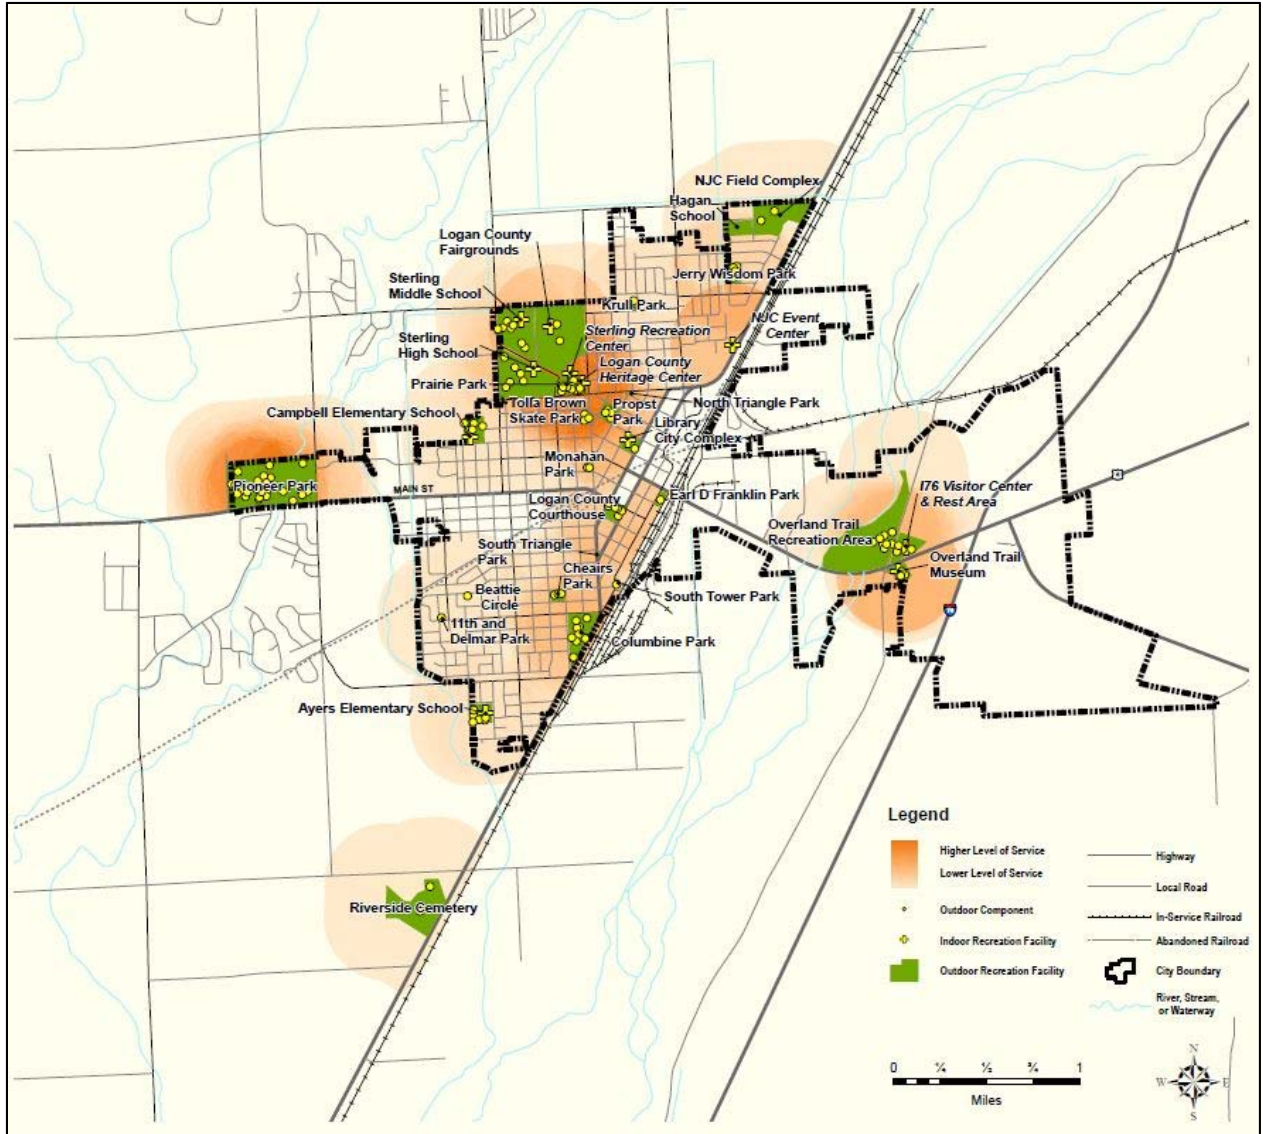 NJC Field Complex
Hagan
School
Logan County
Fairgrounds
Sterling
Middle School
Jerry Wisdom Park
Krull Park
NJC Event
Center
Sterling Recreation
Center
Sterling
High School
Logan County
Heritage Center
Prairie Park
North Triangle Park
Tolla Brown
Skate Park
Propst
Park
Campbell Elementary School
Library
City Complex
Monahan
Park
Pioneer Park
MAIN ST
Earl D Franklin Park
Logan County
Courthouse
I76 Visitor Center
& Rest Area
Overland Trail
Recreation Area
South Triangle
Park
Overland Trail
Museum
Cheairs
Park
Beattie
Circle
South Tower Park
11th and
Delmar Park
Columbine Park
Ayers Elementary School
Riverside Cemetery
Legend
Higher Level of Service
Lower Level of Service
Outdoor Component
Indoor Recreation Facility
Outdoor Recreation Facility
Highway
Local Road
In-Service Railroad
Abandoned Railroad
City Boundary
River, Stream,
or Waterway
0 ¼ ½ ¾ 1
Miles
N
W E
S